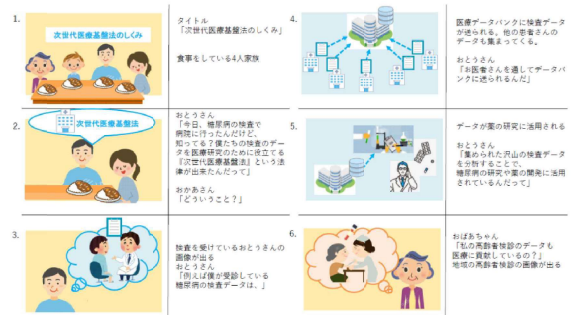 1.
次世代医療基盤法のしくみ
タイトル
「次世代医療基盤法のしくみ」
食事をしている4人家族
2.
次世代医療基盤法
おとうさん
「今日、糖尿病の検査で
病院に行ったんだけど、
知ってる？僕たちの検査のデー
タを医療研究のために役立てる
『次世代医療基盤法』という法
律が出来たんだって」
おかあさん
「どういうこと？」
3.
検査を受けているおとうさんの
画像が出る
おとうさん
「例えば僕が受診している
糖尿病の検査データは、」
4.
医療データバンクに検査データ
が送られる。他の患者さんの
データも集まってくる。
おとうさん
「お医者さんを通してデータバ
ンクに送られるんだ」
5.
データが薬の研究に活用される
おとうさん
「集められた沢山の検査データ
を分析することで、
糖尿病の研究や薬の開発に活用
されているんだって」
6.
おばあちゃん
「私の高齢者検診のデータも
医療に貢献しているの？」
地域の高齢者検診の画像が出る